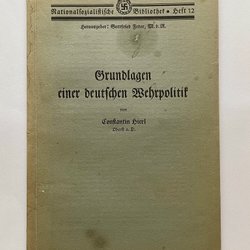 Nationalsozialistische Bibliothek • Heft 12
Herausgeber: Gottfried Feder, M. d. R.
Grundlagen
einer deutschen Wehrpolitik
von
Constantin Hierl
Oberst a. D.